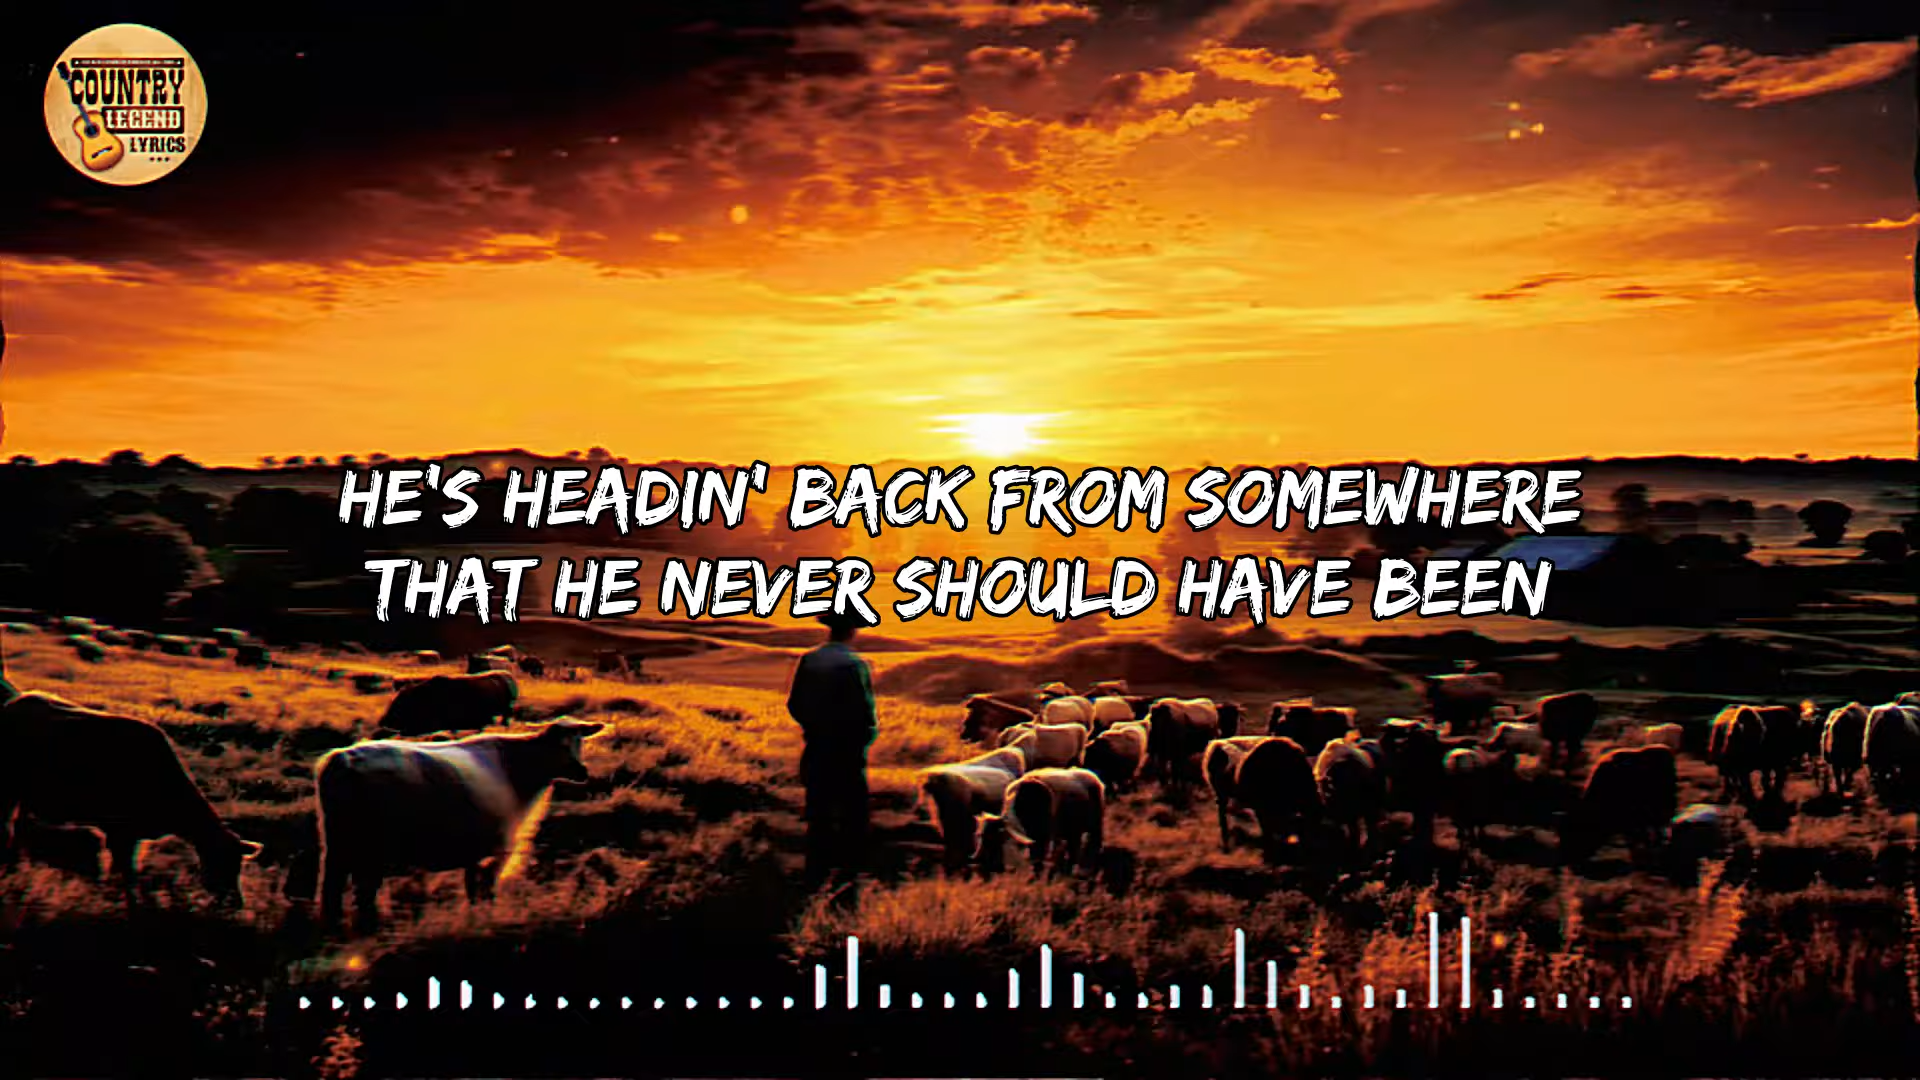 COUNTRY
LEGEND
LYRICS
HE'S HEADIN' BACK FROM SOMEWHERE
THAT HE NEVER SHOULD HAVE BEEN